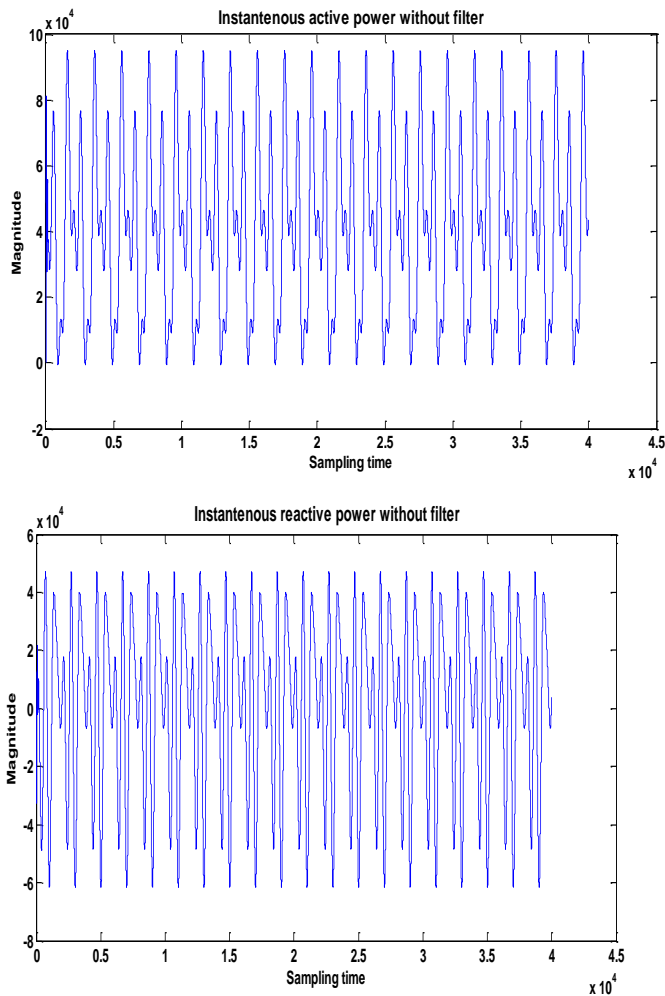 Instantenous active power without filter
x 10^4
10
8
6
4
2
0
-2
Magnitude
0 0.5 1 1.5 2 2.5 3 3.5 4 4.5
Sampling time
x 10^4
Instantenous reactive power without filter
x 10^4
6
4
2
0
-2
-4
-6
-8
Magnitude
0 0.5 1 1.5 2 2.5 3 3.5 4 4.5
Sampling time
x 10^4